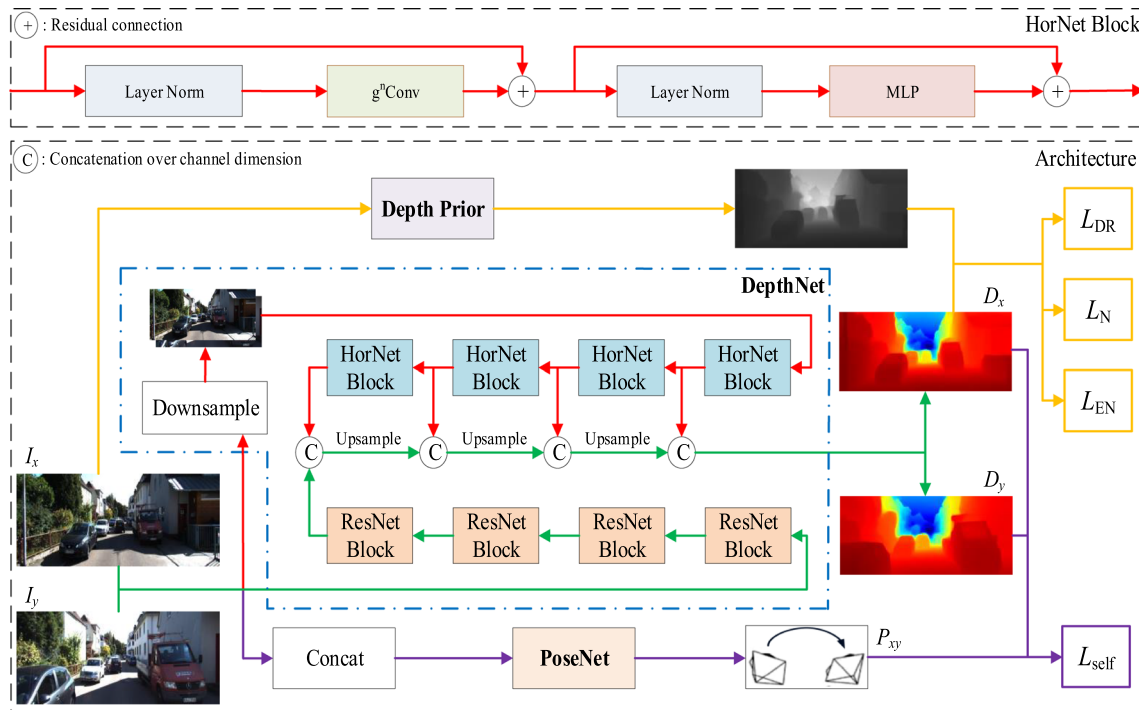 + : Residual connection
HorNet Block
Layer Norm
gⁿConv
+
Layer Norm
MLP
+
C : Concatenation over channel dimension
Architecture
Depth Prior
L_DR
DepthNet
D_x
L_N
HorNet Block
HorNet Block
HorNet Block
HorNet Block
Downsample
L_EN
C
Upsample
C
Upsample
C
Upsample
C
I_x
D_y
ResNet Block
ResNet Block
ResNet Block
ResNet Block
I_y
Concat
PoseNet
P_xy
L_self